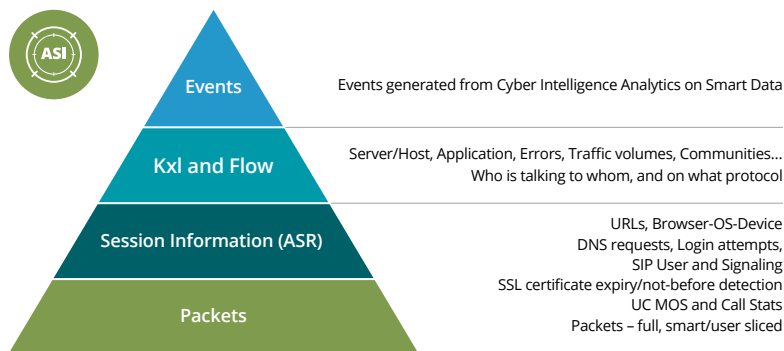 ASI
Events
Events generated from Cyber Intelligence Analytics on Smart Data
Kxl and Flow
Server/Host, Application, Errors, Traffic volumes, Communities...
Who is talking to whom, and on what protocol
Session Information (ASR)
URLs, Browser-OS-Device
DNS requests, Login attempts,
SIP User and Signaling
SSL certificate expiry/not-before detection
UC MOS and Call Stats
Packets
Packets – full, smart/user sliced